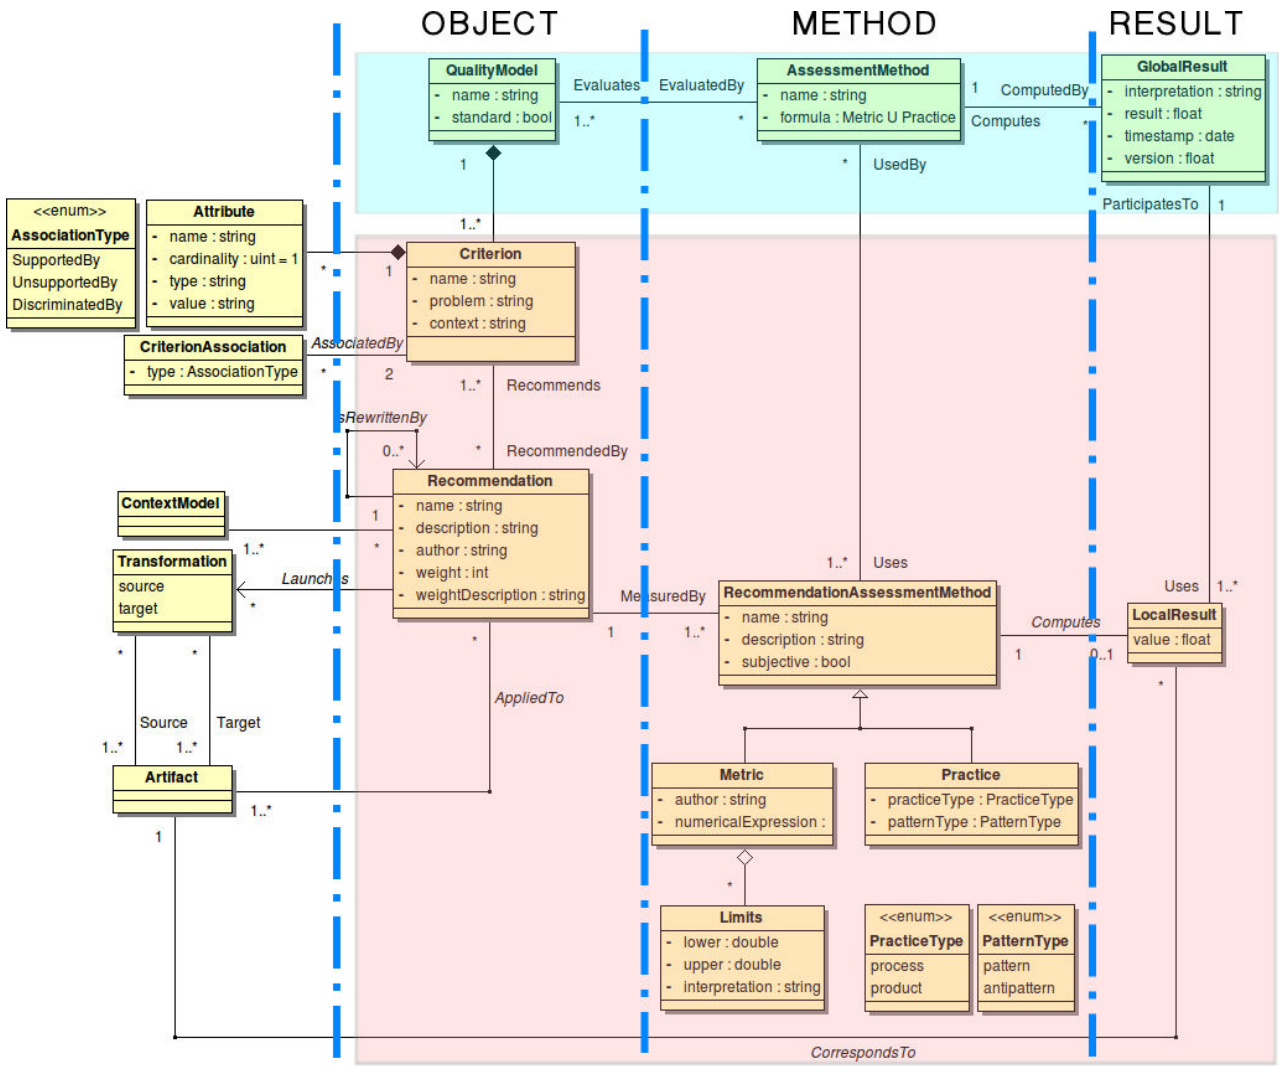 OBJECT
METHOD
RESULT
QualityModel
- name : string
- standard : bool
Evaluates
EvaluatedBy
1..*
*
AssessmentMethod
- name : string
- formula : Metric U Practice
1
ComputedBy
Computes
*
GlobalResult
- interpretation : string
- result : float
- timestamp : date
- version : float
1
*
UsedBy
ParticipatesTo
1
1..*
<<enum>>
AssociationType
SupportedBy
UnsupportedBy
DiscriminatedBy
Attribute
- name : string
- cardinality : uint = 1
- type : string
- value : string
*
1
Criterion
- name : string
- problem : string
- context : string
CriterionAssociation
- type : AssociationType
AssociatedBy
*
2
1..*
Recommends
sRewrittenBy
0..*
*
RecommendedBy
Recommendation
- name : string
- description : string
- author : string
- weight : int
- weightDescription : string
1
ContextModel
1..*
*
Transformation
source
target
Launches
*
1..*
Uses
MeasuredBy
1
1..*
RecommendationAssessmentMethod
- name : string
- description : string
- subjective : bool
Computes
1
0..1
Uses
1..*
LocalResult
value : float
*
*
*
*
AppliedTo
Source
Target
1..*
1..*
Artifact
1..*
1
Metric
- author : string
- numericalExpression :
Practice
- practiceType : PracticeType
- patternType : PatternType
*
Limits
- lower : double
- upper : double
- interpretation : string
<<enum>>
PracticeType
process
product
<<enum>>
PatternType
pattern
antipattern
CorrespondsTo